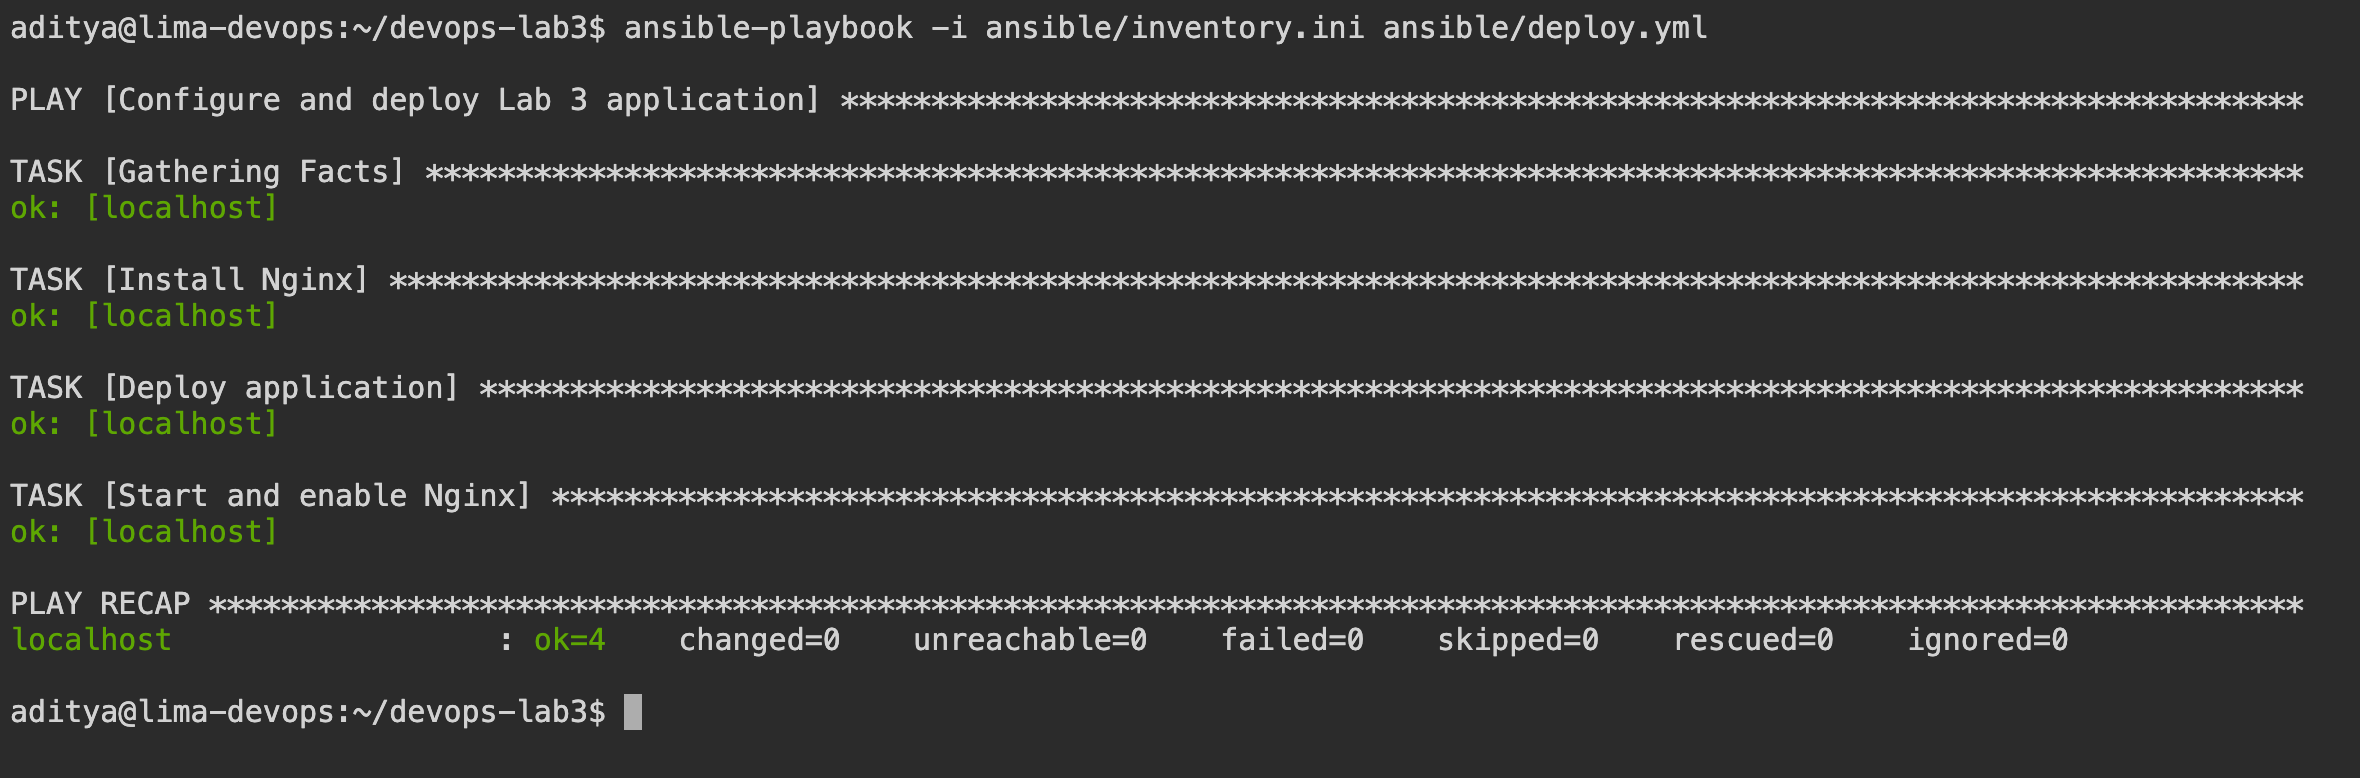 aditya@lima-devops:~/devops-lab3$ ansible-playbook -i ansible/inventory.ini ansible/deploy.yml
PLAY [Configure and deploy Lab 3 application] *********************************************************************************
TASK [Gathering Facts] ********************************************************************************************************
ok: [localhost]
TASK [Install Nginx] **********************************************************************************************************
ok: [localhost]
TASK [Deploy application] *****************************************************************************************************
ok: [localhost]
TASK [Start and enable Nginx] *************************************************************************************************
ok: [localhost]
PLAY RECAP ********************************************************************************************************************
localhost                  : ok=4    changed=0    unreachable=0    failed=0    skipped=0    rescued=0    ignored=0
aditya@lima-devops:~/devops-lab3$